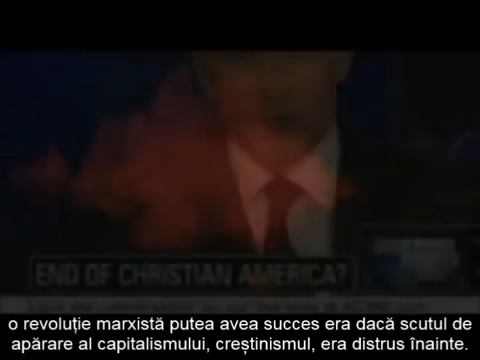 END OF CHRISTIAN AMERICA?
o revoluție marxistă putea avea succes era dacă scutul de
apărare al capitalismului, creștinismul, era distrus înainte.